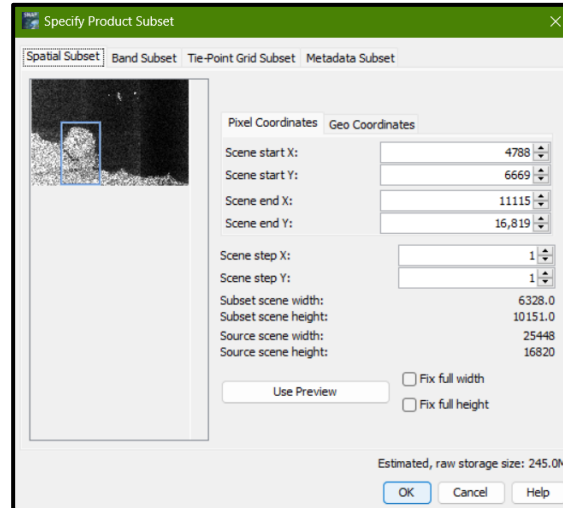 SNAP
Specify Product Subset
Spatial Subset Band Subset Tie-Point Grid Subset Metadata Subset
Pixel Coordinates Geo Coordinates
Scene start X: 4788
Scene start Y: 6669
Scene end X: 11115
Scene end Y: 16,819
Scene step X: 1
Scene step Y: 1
Subset scene width: 6328.0
Subset scene height: 10151.0
Source scene width: 25448
Source scene height: 16820
Use Preview
Fix full width
Fix full height
Estimated, raw storage size: 245.0M
OK Cancel Help